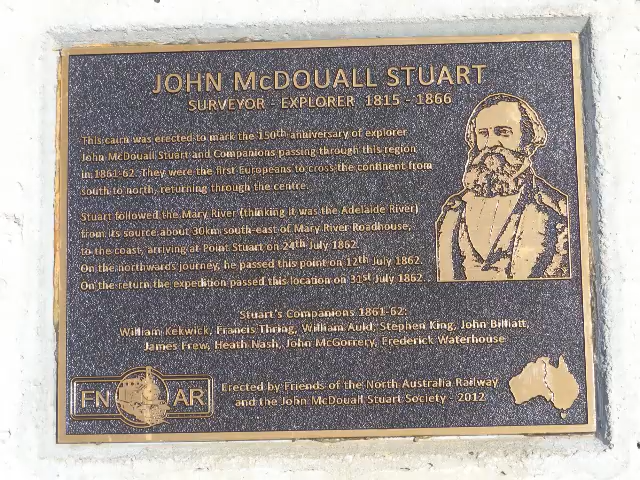 JOHN McDOUALL STUART
SURVEYOR - EXPLORER 1815 - 1866
This cairn was erected to mark the 150th anniversary of explorer
John McDouall Stuart and Companions passing through this region
in 1861-62. They were the first Europeans to cross the continent from
south to north, returning through the centre.
Stuart followed the Mary River (thinking it was the Adelaide River)
from its source about 30km south-east of Mary River Roadhouse,
to the coast, arriving at Point Stuart on 24th July 1862.
On the northwards journey, he passed this point on 12th July 1862.
On the return the expedition passed this location on 31st July 1862.
Stuart's Companions 1861-62:
William Kekwick, Francis Thring, William Auld, Stephen King, John Billiatt,
James Frew, Heath Nash, John McGorrery, Frederick Waterhouse
FN AR
Erected by Friends of the North Australia Railway
and the John McDouall Stuart Society - 2012